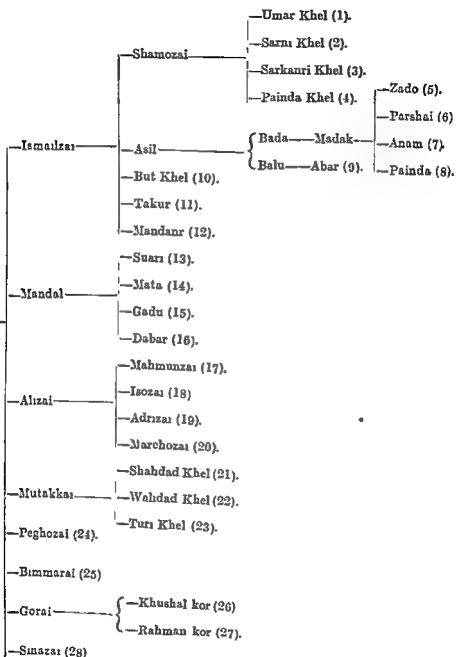 Umar Khel (1).
Shamozai
Sarni Khel (2).
Sarkanri Khel (3).
Painda Khel (4).
Zado (5).
Parshai (6)
Ismailzai
Asil
Bada Madak
Anam (7).
Balu Abar (9).
Painda (8).
But Khel (10).
Takur (11).
Mandanr (12).
Suari (13).
Mandal
Mata (14).
Gadu (15).
Dabar (16).
Mahmunzai (17).
Alizai
Isozai (18)
Adrizai (19).
Marchozai (20).
Shahdad Khel (21).
Mutakkai
Wahdad Khel (22).
Turi Khel (23).
Peghozai (24).
Bimmarai (25)
Gorai
Khushal kor (26)
Rahman kor (27).
Sinazai (28)